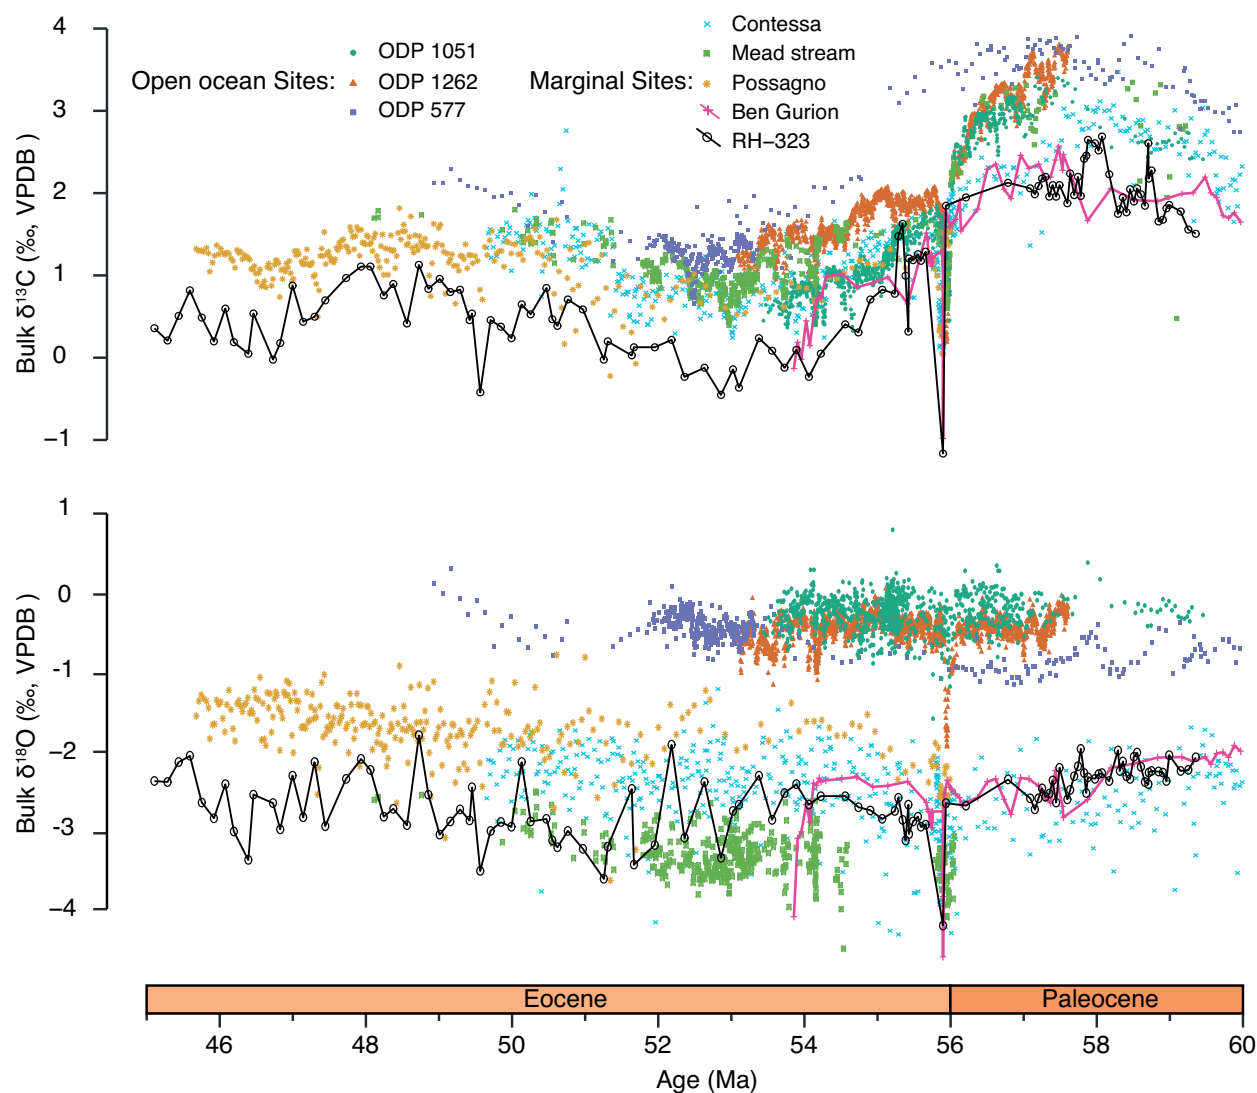 Open ocean Sites:
ODP 1051
ODP 1262
ODP 577
Marginal Sites:
Contessa
Mead stream
Possagno
Ben Gurion
RH−323
Bulk δ¹³C (‰, VPDB)
4
3
2
1
0
−1
Bulk δ¹⁸O (‰, VPDB)
1
0
−1
−2
−3
−4
Eocene
Paleocene
46
48
50
52
54
56
58
60
Age (Ma)